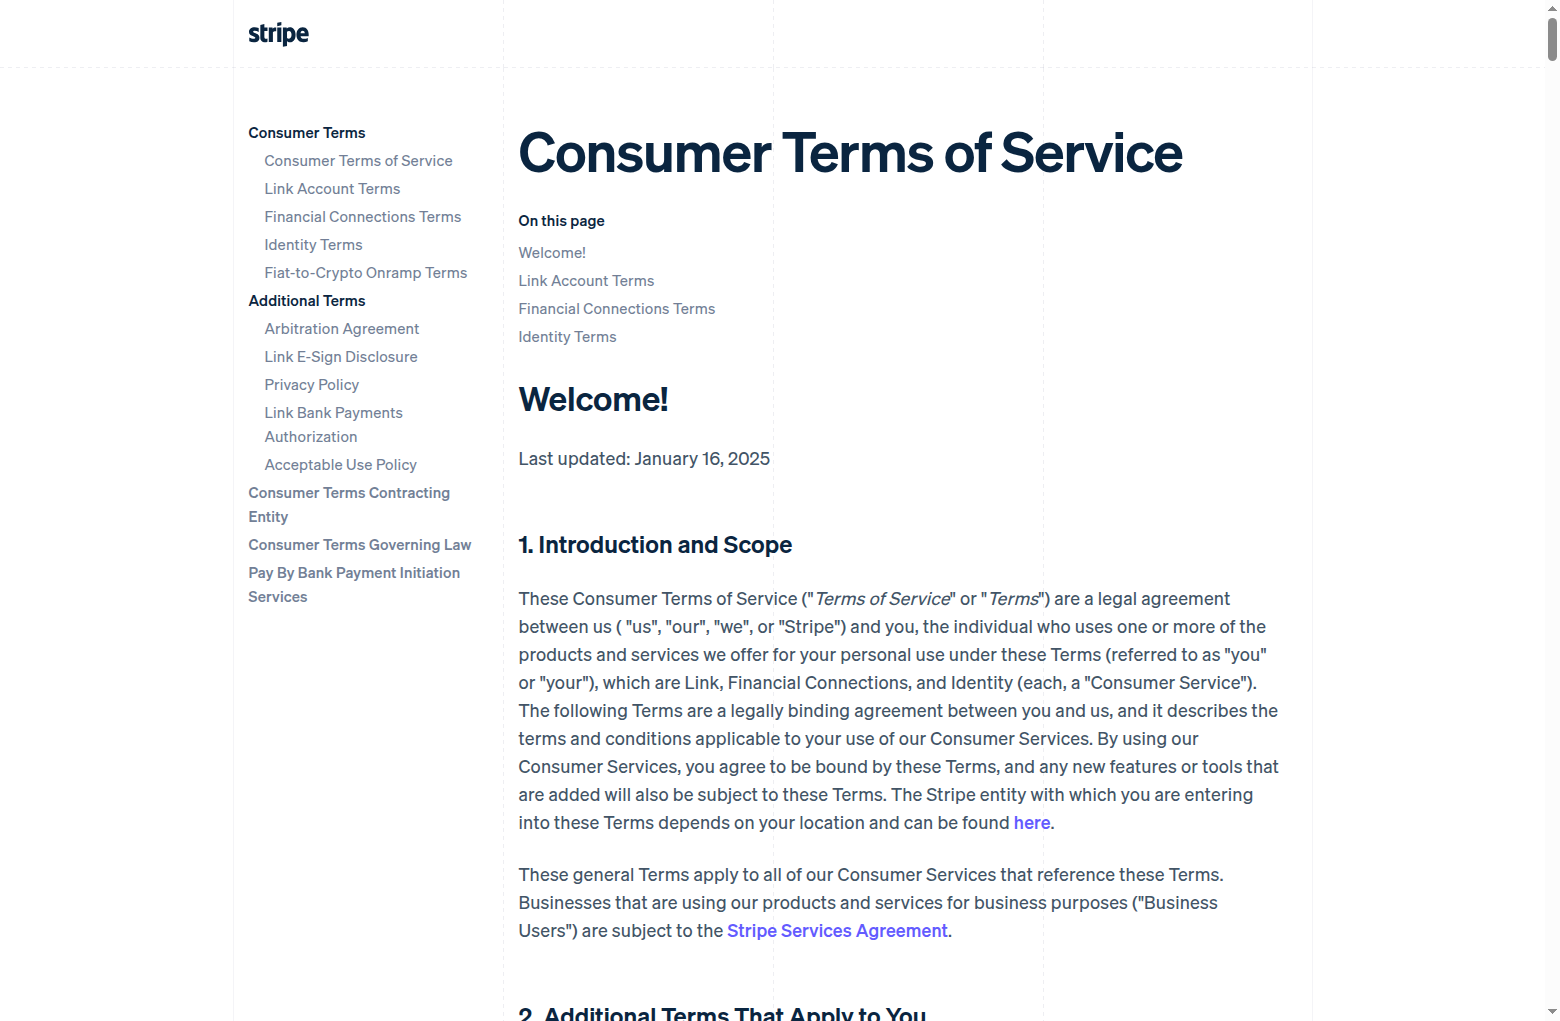 stripe
Consumer Terms
Consumer Terms of Service
Link Account Terms
Financial Connections Terms
Identity Terms
Fiat-to-Crypto Onramp Terms
Additional Terms
Arbitration Agreement
Link E-Sign Disclosure
Privacy Policy
Link Bank Payments
Authorization
Acceptable Use Policy
Consumer Terms Contracting
Entity
Consumer Terms Governing Law
Pay By Bank Payment Initiation
Services
Consumer Terms of Service
On this page
Welcome!
Link Account Terms
Financial Connections Terms
Identity Terms
Welcome!
Last updated: January 16, 2025
1. Introduction and Scope
These Consumer Terms of Service ("Terms of Service" or "Terms") are a legal agreement
between us ( "us", "our", "we", or "Stripe") and you, the individual who uses one or more of the
products and services we offer for your personal use under these Terms (referred to as "you"
or "your"), which are Link, Financial Connections, and Identity (each, a "Consumer Service").
The following Terms are a legally binding agreement between you and us, and it describes the
terms and conditions applicable to your use of our Consumer Services. By using our
Consumer Services, you agree to be bound by these Terms, and any new features or tools that
are added will also be subject to these Terms. The Stripe entity with which you are entering
into these Terms depends on your location and can be found here.
These general Terms apply to all of our Consumer Services that reference these Terms.
Businesses that are using our products and services for business purposes ("Business
Users") are subject to the Stripe Services Agreement.
2. Additional Terms That Apply to You